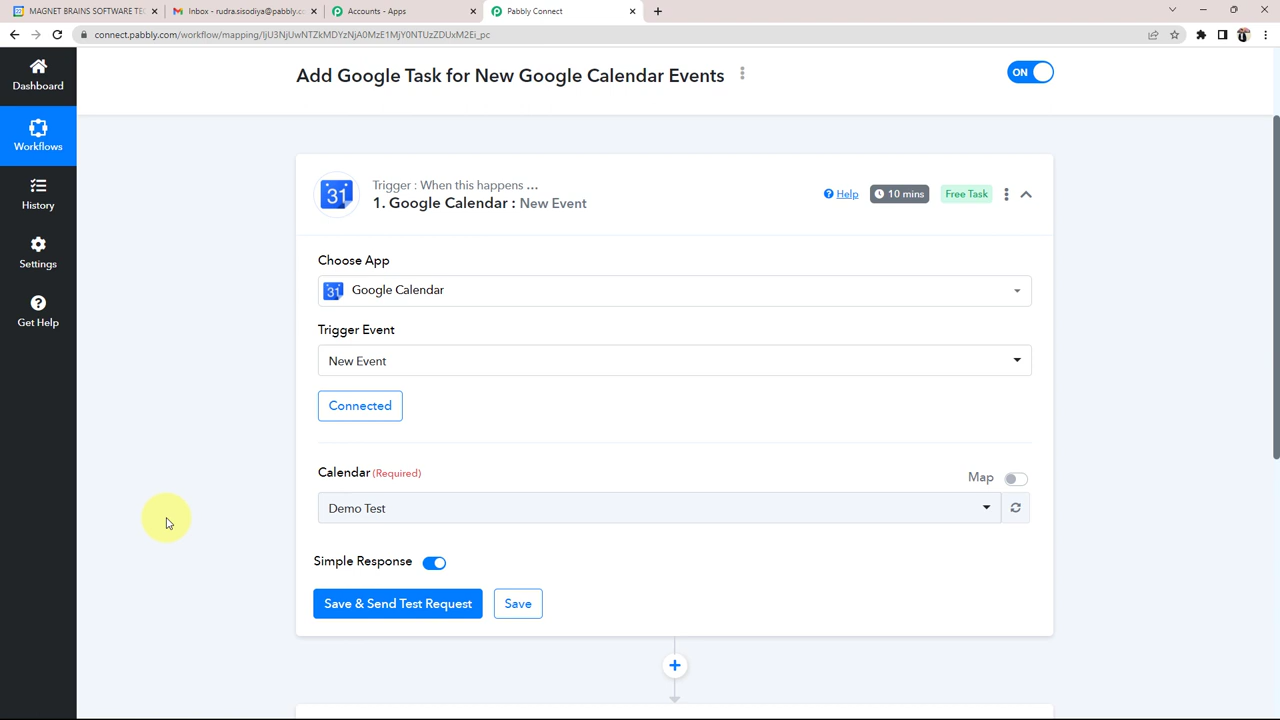 MAGNET BRAINS SOFTWARE TEC
Inbox - rudra.sisodiya@pabbly.c
Accounts - Apps
Pabbly Connect
connect.pabbly.com/workflow/mapping/IjU3NjUwNTZkMDYzNjA0MzE1MjY0NTUzZDUxM2Ei_pc
Dashboard
Workflows
History
Settings
Get Help
Add Google Task for New Google Calendar Events
ON
Trigger : When this happens ...
1. Google Calendar : New Event
Help
10 mins
Free Task
Choose App
31 Google Calendar
Trigger Event
New Event
Connected
Calendar (Required)
Map
Demo Test
Simple Response
Save & Send Test Request
Save